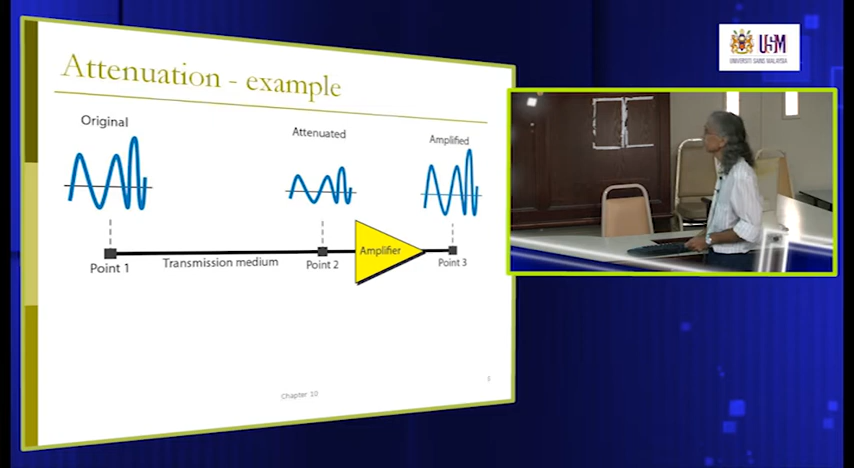 Attenuation - example
Original
Attenuated
Amplified
Amplifier
Point 1
Transmission medium
Point 2
Point 3
Chapter 10
USM
UNIVERSITI SAINS MALAYSIA